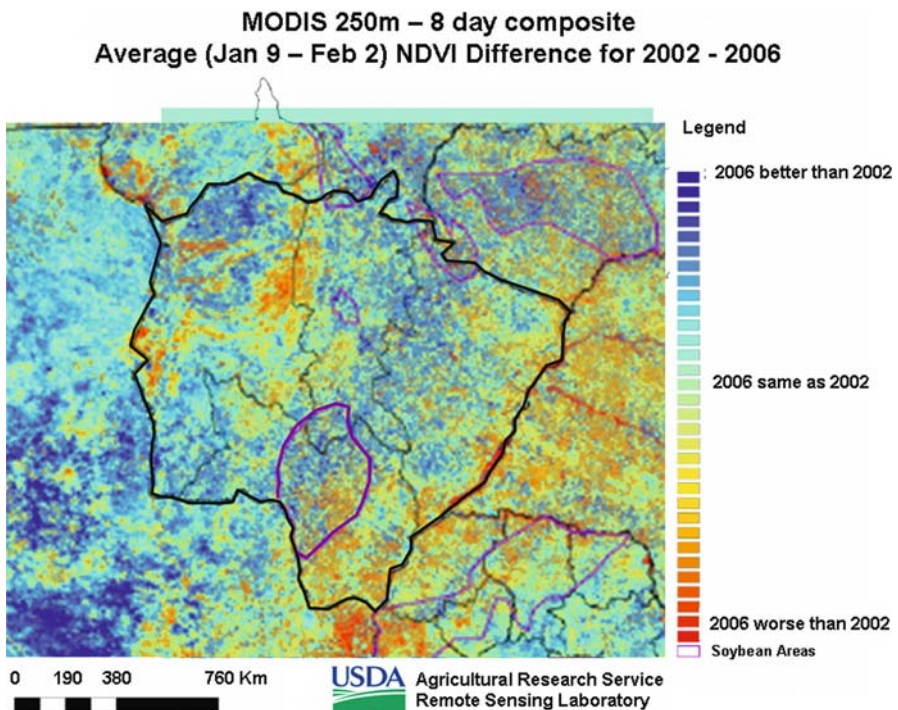 MODIS 250m – 8 day composite
Average (Jan 9 – Feb 2) NDVI Difference for 2002 - 2006
Legend
2006 better than 2002
2006 same as 2002
2006 worse than 2002
Soybean Areas
0 190 380 760 Km
USDA
Agricultural Research Service
Remote Sensing Laboratory